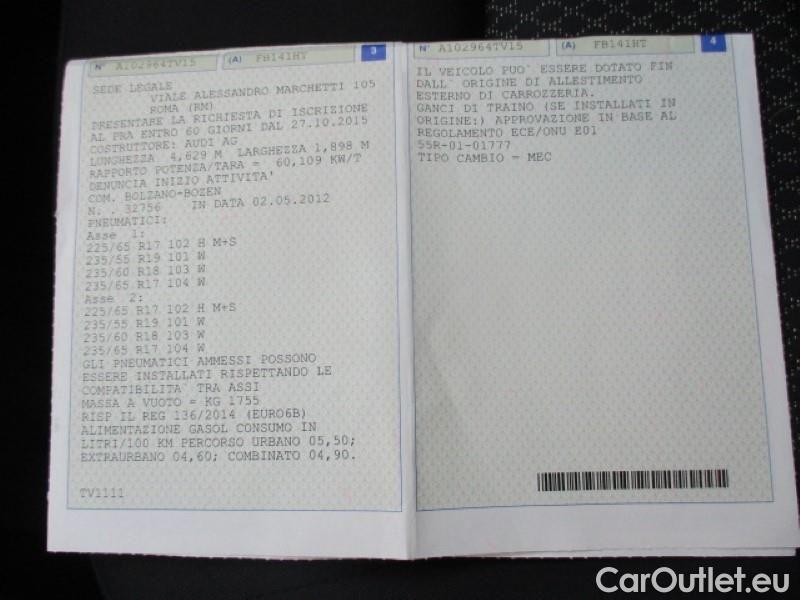 N° A102964TV15 (A) FB141HT 3
SEDE LEGALE
VIALE ALESSANDRO MARCHETTI 105
ROMA (RM)
PRESENTARE LA RICHIESTA DI ISCRIZIONE
AL PRA ENTRO 60 GIORNI DAL 27.10.2015
COSTRUTTORE: AUDI AG
LUNGHEZZA 4,629 M LARGHEZZA 1,898 M
RAPPORTO POTENZA/TARA = 60,109 KW/T
DENUNCIA INIZIO ATTIVITA'
COM. BOLZANO-BOZEN
N. . 32756 IN DATA 02.05.2012
PNEUMATICI:
Asse 1:
225/65 R17 102 H M+S
235/55 R19 101 W
235/60 R18 103 W
235/65 R17 104 W
Asse 2:
225/65 R17 102 H M+S
235/55 R19 101 W
235/60 R18 103 W
235/65 R17 104 W
GLI PNEUMATICI AMMESSI POSSONO
ESSERE INSTALLATI RISPETTANDO LE
COMPATIBILITA` TRA ASSI
MASSA A VUOTO = KG 1755
RISP IL REG 136/2014 (EURO6B)
ALIMENTAZIONE GASOL CONSUMO IN
LITRI/100 KM PERCORSO URBANO 05,50;
EXTRAURBANO 04,60; COMBINATO 04,90.
TV1111
N° A102964TV15 (A) FB141HT 4
IL VEICOLO PUO` ESSERE DOTATO FIN
DALL` ORIGINE DI ALLESTIMENTO
ESTERNO DI CARROZZERIA.
GANCI DI TRAINO (SE INSTALLATI IN
ORIGINE:) APPROVAZIONE IN BASE AL
REGOLAMENTO ECE/ONU E01
55R-01-01777
TIPO CAMBIO = MEC
CarOutlet.eu